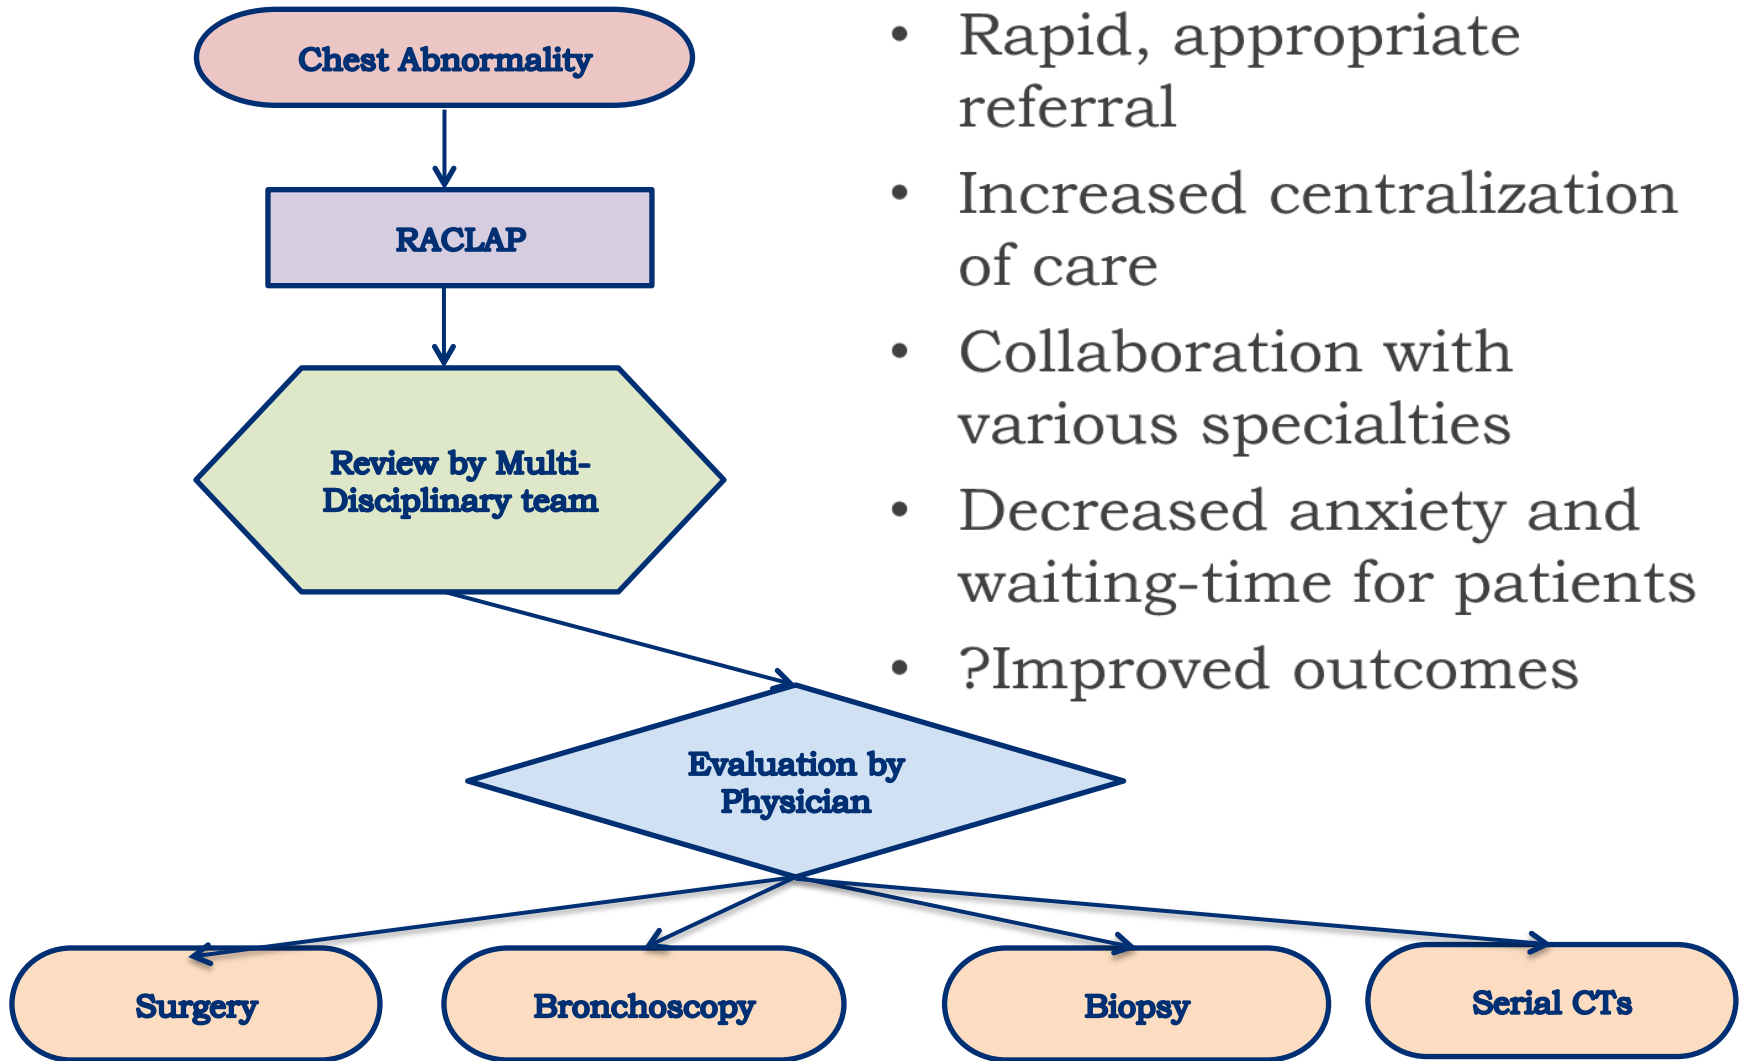 Chest Abnormality
RACLAP
Review by Multi-
Disciplinary team
Evaluation by
Physician
Surgery
Bronchoscopy
Biopsy
Serial CTs
• Rapid, appropriate
referral
• Increased centralization
of care
• Collaboration with
various specialties
• Decreased anxiety and
waiting-time for patients
• ?Improved outcomes